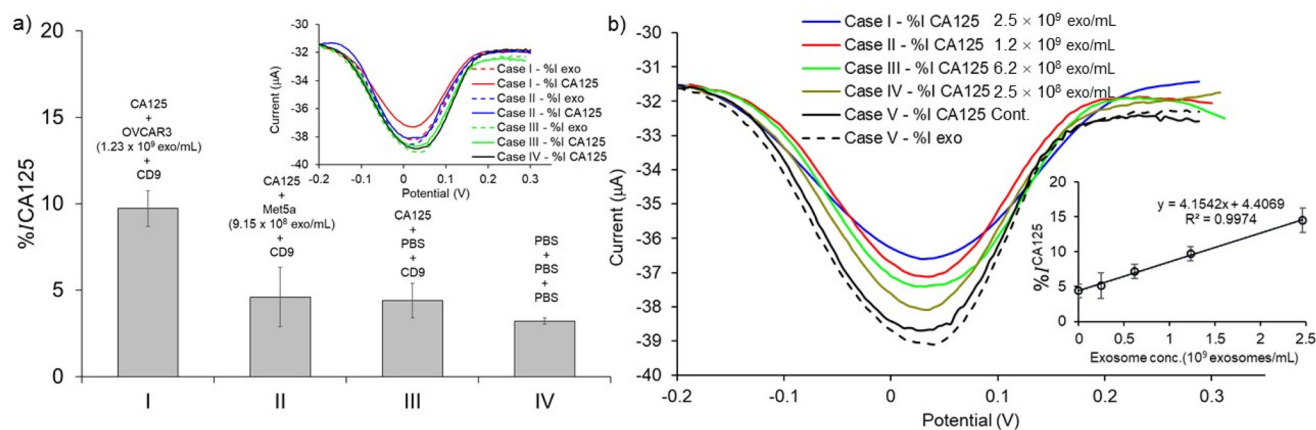 a)
%ICA125
20
15
10
5
0
CA125
+
OVCAR3
(1.23 x 10⁹ exo/mL)
+
CD9
CA125
+
Met5a
(9.15 x 10⁸ exo/mL)
+
CD9
CA125
+
PBS
+
CD9
PBS
+
PBS
+
PBS
I
II
III
IV
Current (µA)
-30
-32
-34
-36
-38
-40
-0.2
-0.1
0
0.1
0.2
0.3
Potential (V)
Case I - %I exo
Case I - %I CA125
Case II - %I exo
Case II - %I CA125
Case III - %I exo
Case III - %I CA125
Case IV - %I CA125
b)
Case I - %I CA125 2.5 × 10⁹ exo/mL
Case II - %I CA125 1.2 × 10⁹ exo/mL
Case III - %I CA125 6.2 × 10⁸ exo/mL
Case IV - %I CA125 2.5 × 10⁸ exo/mL
Case V - %I CA125 Cont.
Case V - %I exo
Current (µA)
-30
-31
-32
-33
-34
-35
-36
-37
-38
-39
-40
-0.2
-0.1
0
0.1
0.2
0.3
Potential (V)
y = 4.1542x + 4.4069
R² = 0.9974
%I^CA125
20
15
10
5
0
0
0.5
1.0
1.5
2.0
2.5
Exosome conc.(10⁹ exosomes/mL)